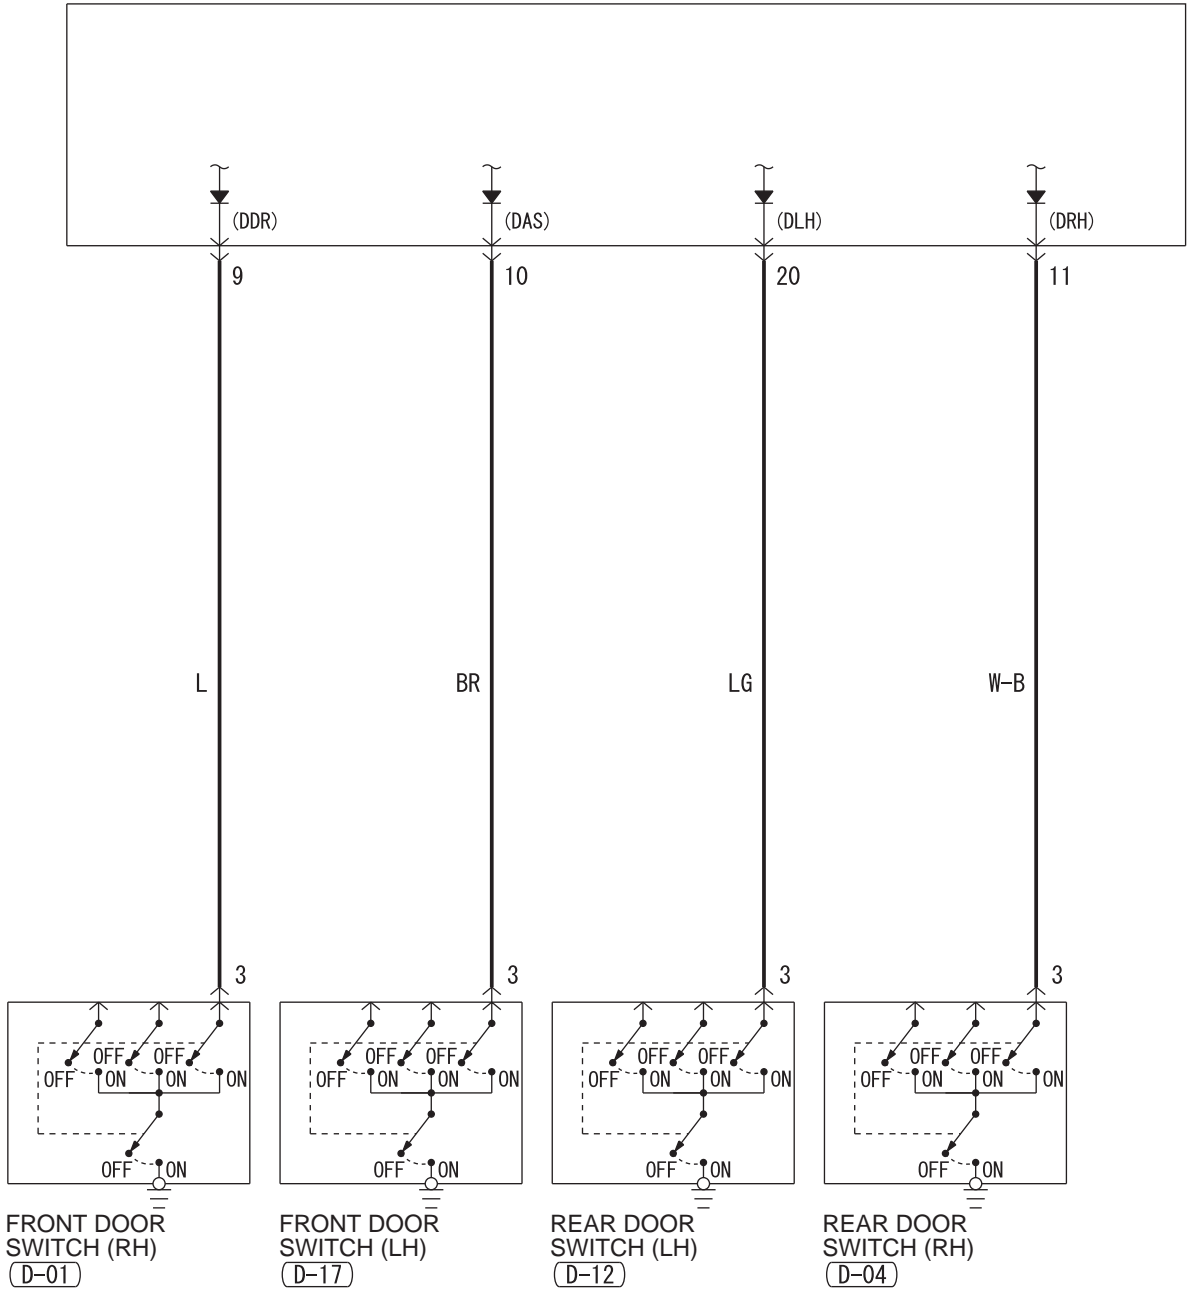 (DDR) (DAS) (DLH) (DRH)
9 10 20 11
L BR LG W-B
3 3 3 3
OFF OFF OFF OFF OFF OFF OFF OFF
OFF ON ON ON OFF ON ON ON OFF ON ON ON OFF ON ON ON
OFF ON OFF ON OFF ON OFF ON
FRONT DOOR
SWITCH (RH)
D-01
FRONT DOOR
SWITCH (LH)
D-17
REAR DOOR
SWITCH (LH)
D-12
REAR DOOR
SWITCH (RH)
D-04